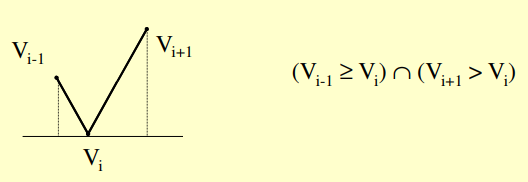 V_{i-1}
V_{i+1}
V_i
(V_{i-1} ≥ V_i) ∩ (V_{i+1} > V_i)